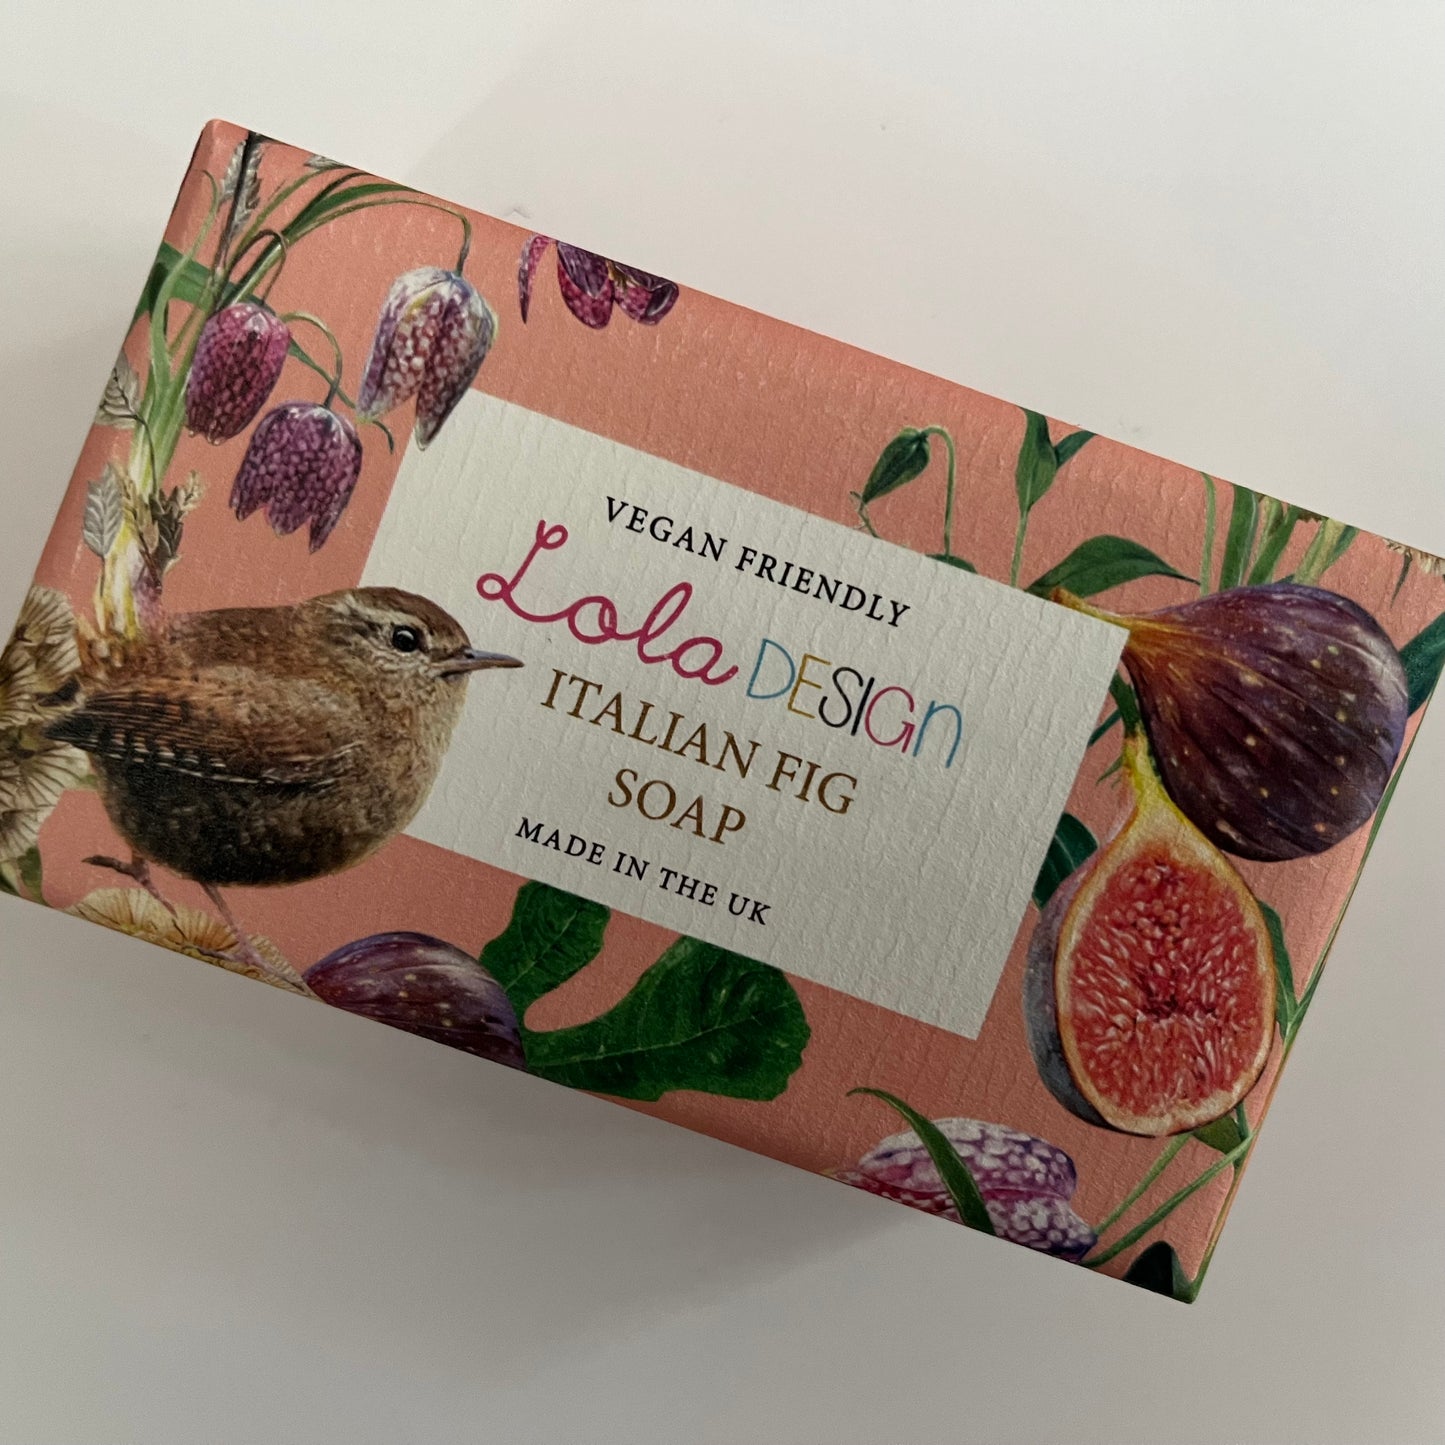 VEGAN FRIENDLY
Lola DESIGN
ITALIAN FIG
SOAP
MADE IN THE UK